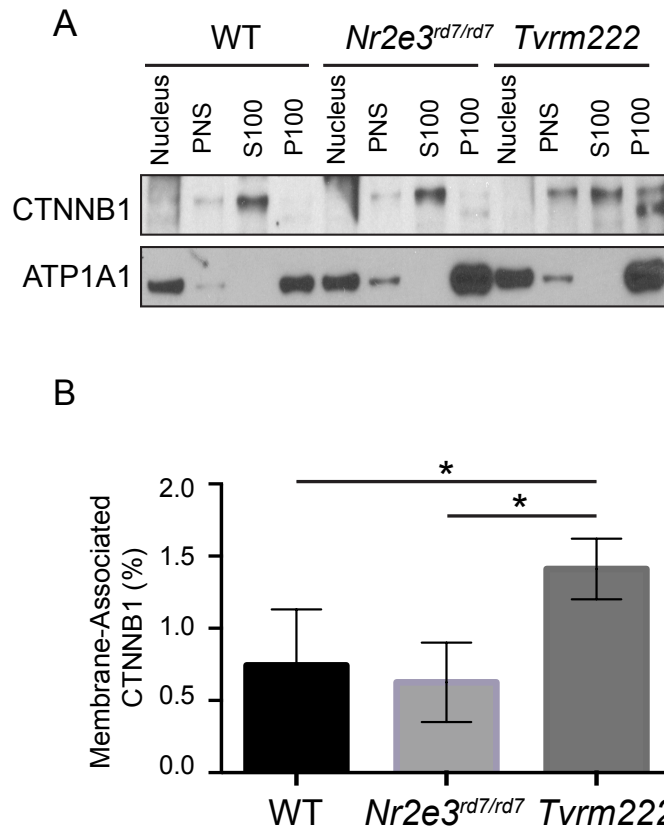 A
WT Nr2e3rd7/rd7 Tvrm222
Nucleus PNS S100 P100 Nucleus PNS S100 P100 Nucleus PNS S100 P100
CTNNB1
ATP1A1
B
* 
*
2.0
1.5
1.0
0.5
0.0
Membrane-Associated
CTNNB1 (%)
WT Nr2e3rd7/rd7 Tvrm222